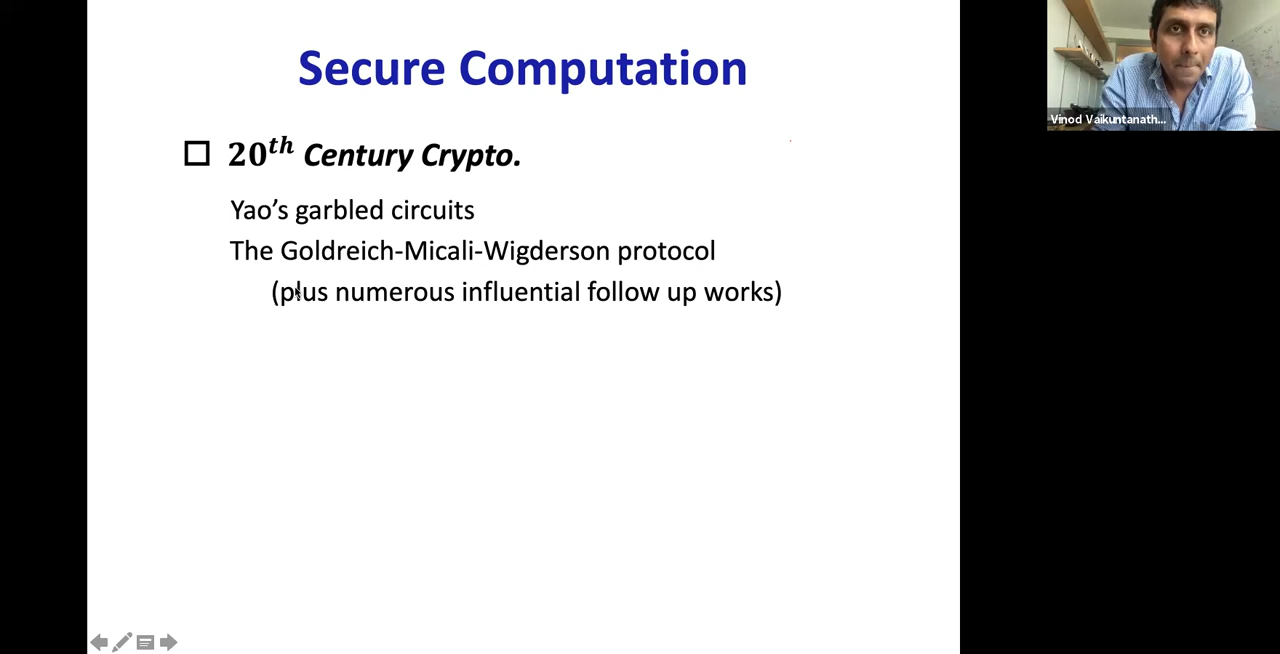 Secure Computation
20th Century Crypto.
Yao's garbled circuits
The Goldreich-Micali-Wigderson protocol
(plus numerous influential follow up works)
Vinod Vaikuntanath...